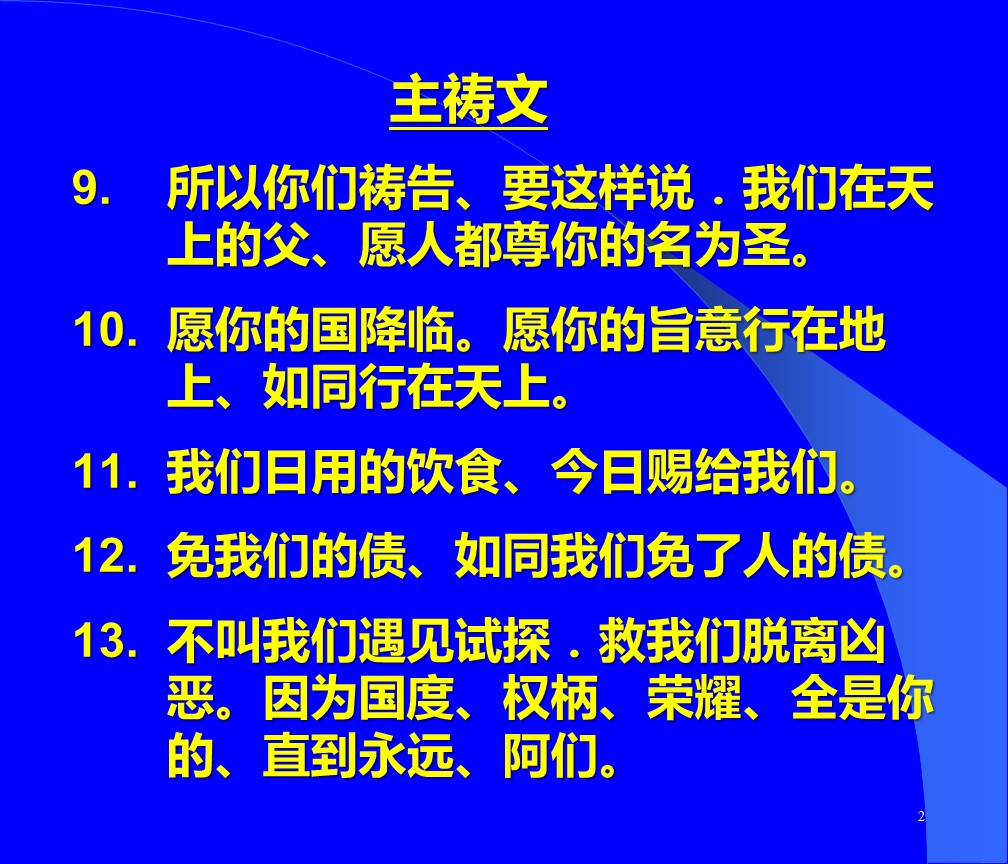 主祷文
9. 所以你们祷告、要这样说．我们在天
上的父、愿人都尊你的名为圣。
10. 愿你的国降临。愿你的旨意行在地
上、如同行在天上。
11. 我们日用的饮食、今日赐给我们。
12. 免我们的债、如同我们免了人的债。
13. 不叫我们遇见试探．救我们脱离凶
恶。因为国度、权柄、荣耀、全是你
的、直到永远、阿们。
2